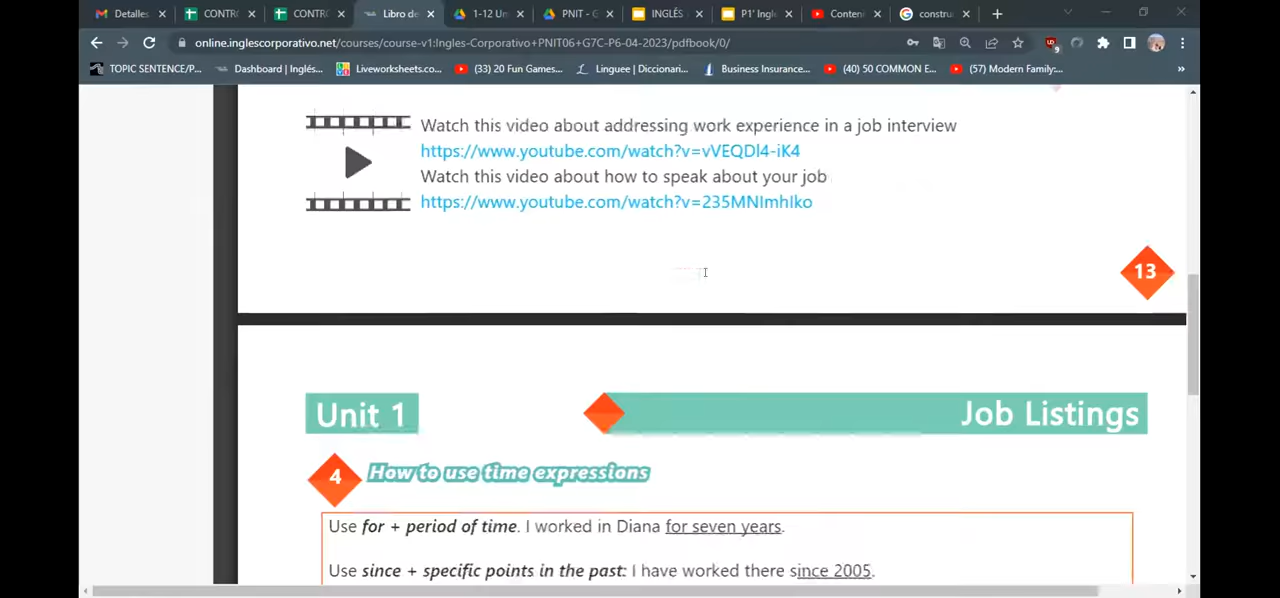 Detalles
CONTRO
CONTRO
Libro de
1-12 Un
PNIT - G
INGLÉS
P1' Ingle
Conteni
constru
online.inglescorporativo.net/courses/course-v1:Ingles-Corporativo+PNIT06+G7C-P6-04-2023/pdfbook/0/
9
TOPIC SENTENCE/P...
Dashboard | Inglés...
Liveworksheets.co...
(33) 20 Fun Games...
Linguee | Diccionari...
Business Insurance...
(40) 50 COMMON E...
(57) Modern Family:...
»
Watch this video about addressing work experience in a job interview
https://www.youtube.com/watch?v=vVEQDl4-iK4
Watch this video about how to speak about your job
https://www.youtube.com/watch?v=235MNImhIko
13
Unit 1
Job Listings
4 How to use time expressions
Use for + period of time. I worked in Diana for seven years.
Use since + specific points in the past: I have worked there since 2005.